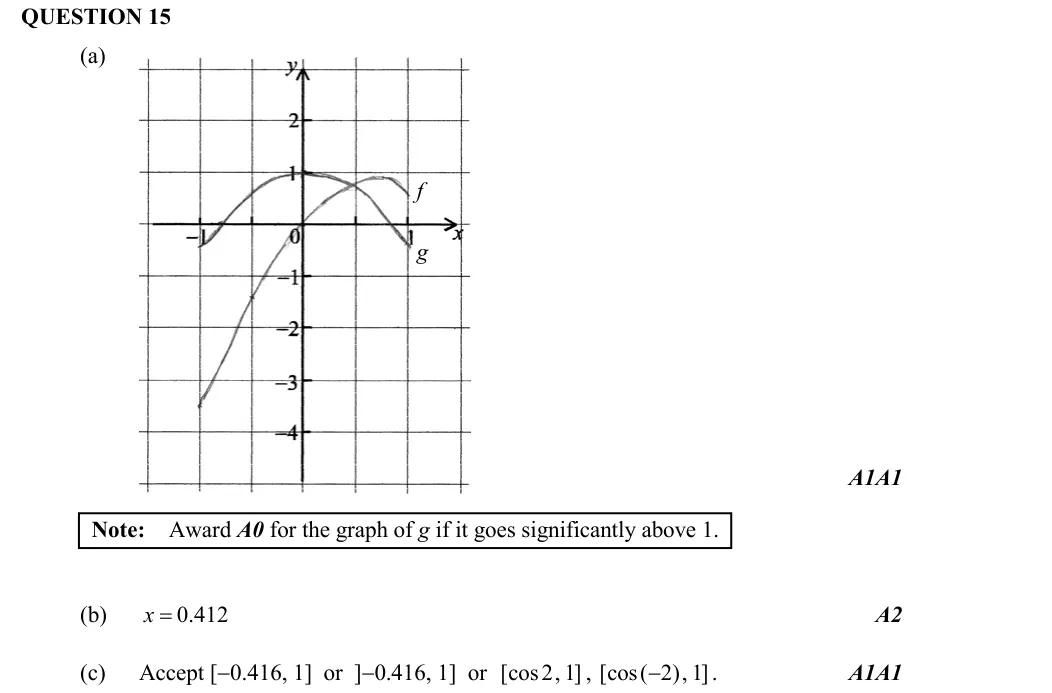 QUESTION 15
(a)
y
2
1
f
−1 0 1 x
g
−1
−2
−3
−4
A1A1
Note: Award A0 for the graph of g if it goes significantly above 1.
(b) x = 0.412 A2
(c) Accept [−0.416, 1] or ]−0.416, 1] or [cos 2, 1], [cos(−2), 1]. A1A1